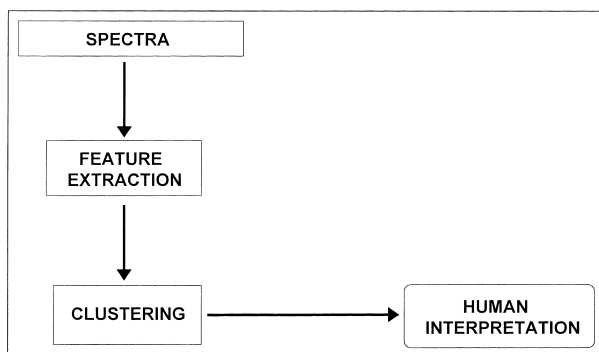 SPECTRA
FEATURE
EXTRACTION
CLUSTERING
HUMAN
INTERPRETATION